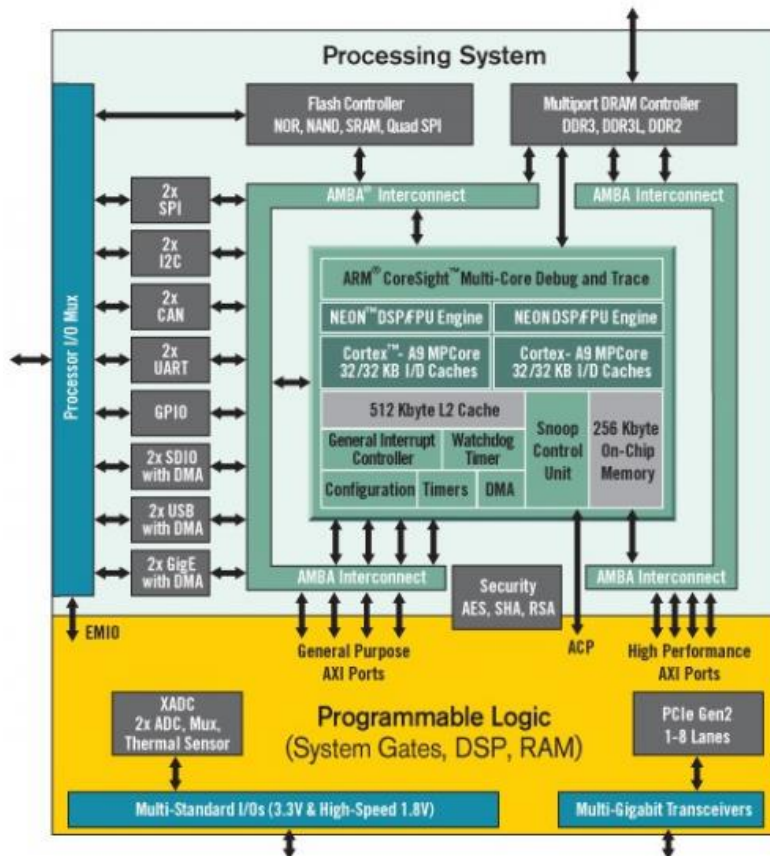 Processing System
Flash Controller
NOR, NAND, SRAM, Quad SPI
Multiport DRAM Controller
DDR3, DDR3L, DDR2
AMBA® Interconnect
AMBA Interconnect
Processor I/O Mux
2x
SPI
2x
I2C
2x
CAN
2x
UART
GPIO
2x SDIO
with DMA
2x USB
with DMA
2x GigE
with DMA
ARM® CoreSight™ Multi-Core Debug and Trace
NEON™ DSP/FPU Engine
NEON DSP/FPU Engine
Cortex™- A9 MPCore
32/32 KB I/D Caches
Cortex- A9 MPCore
32/32 KB I/D Caches
512 Kbyte L2 Cache
General Interrupt
Controller
Watchdog
Timer
Configuration
Timers
DMA
Snoop
Control
Unit
256 Kbyte
On-Chip
Memory
AMBA Interconnect
Security
AES, SHA, RSA
AMBA Interconnect
EMIO
General Purpose
AXI Ports
ACP
High Performance
AXI Ports
XADC
2x ADC, Mux,
Thermal Sensor
Programmable Logic
(System Gates, DSP, RAM)
PCIe Gen2
1-8 Lanes
Multi-Standard I/Os (3.3V & High-Speed 1.8V)
Multi-Gigabit Transceivers